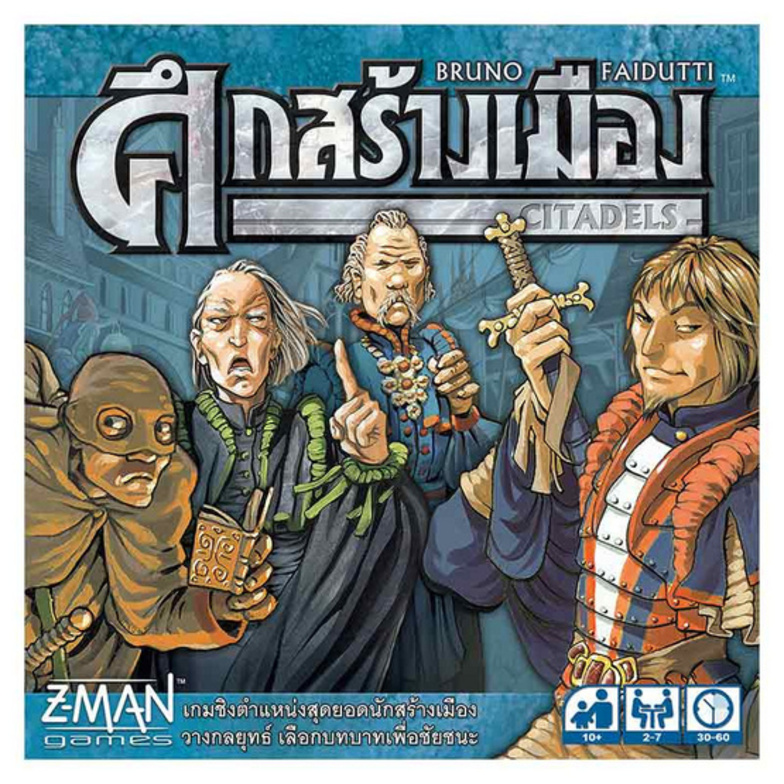 BRUNO FAIDUTTI™
ศึกสร้างเมือง
CITADELS
Z-MAN™
games
เกมชิงตำแหน่งสุดยอดนักสร้างเมือง
วางกลยุทธ์ เลือกบทบาทเพื่อชัยชนะ
10+ 2-7 30-60